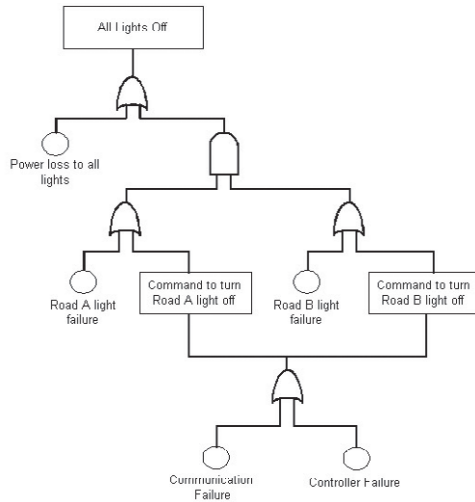 All Lights Off
Power loss to all
lights
Road A light
failure
Command to turn
Road A light off
Road B light
failure
Command to turn
Road B light off
Communication
Failure
Controller Failure